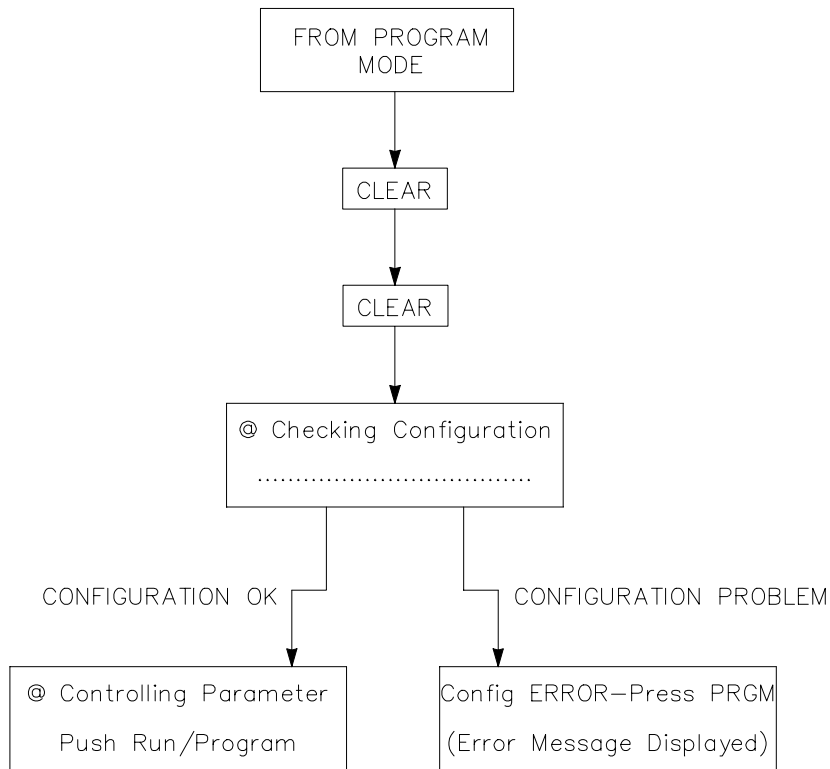 FROM PROGRAM
MODE
CLEAR
CLEAR
@ Checking Configuration
....................................
CONFIGURATION OK
CONFIGURATION PROBLEM
@ Controlling Parameter
Push Run/Program
Config ERROR-Press PRGM
(Error Message Displayed)